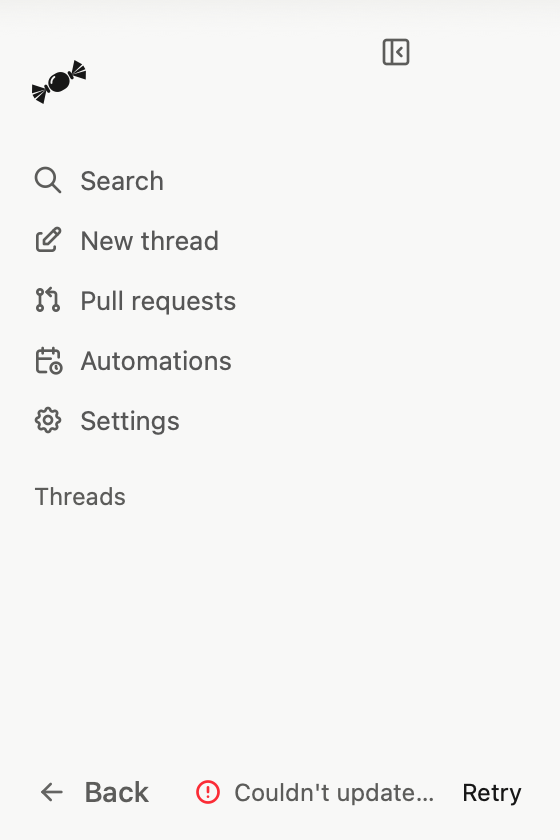 Search
New thread
Pull requests
Automations
Settings
Threads
Back Couldn't update... Retry